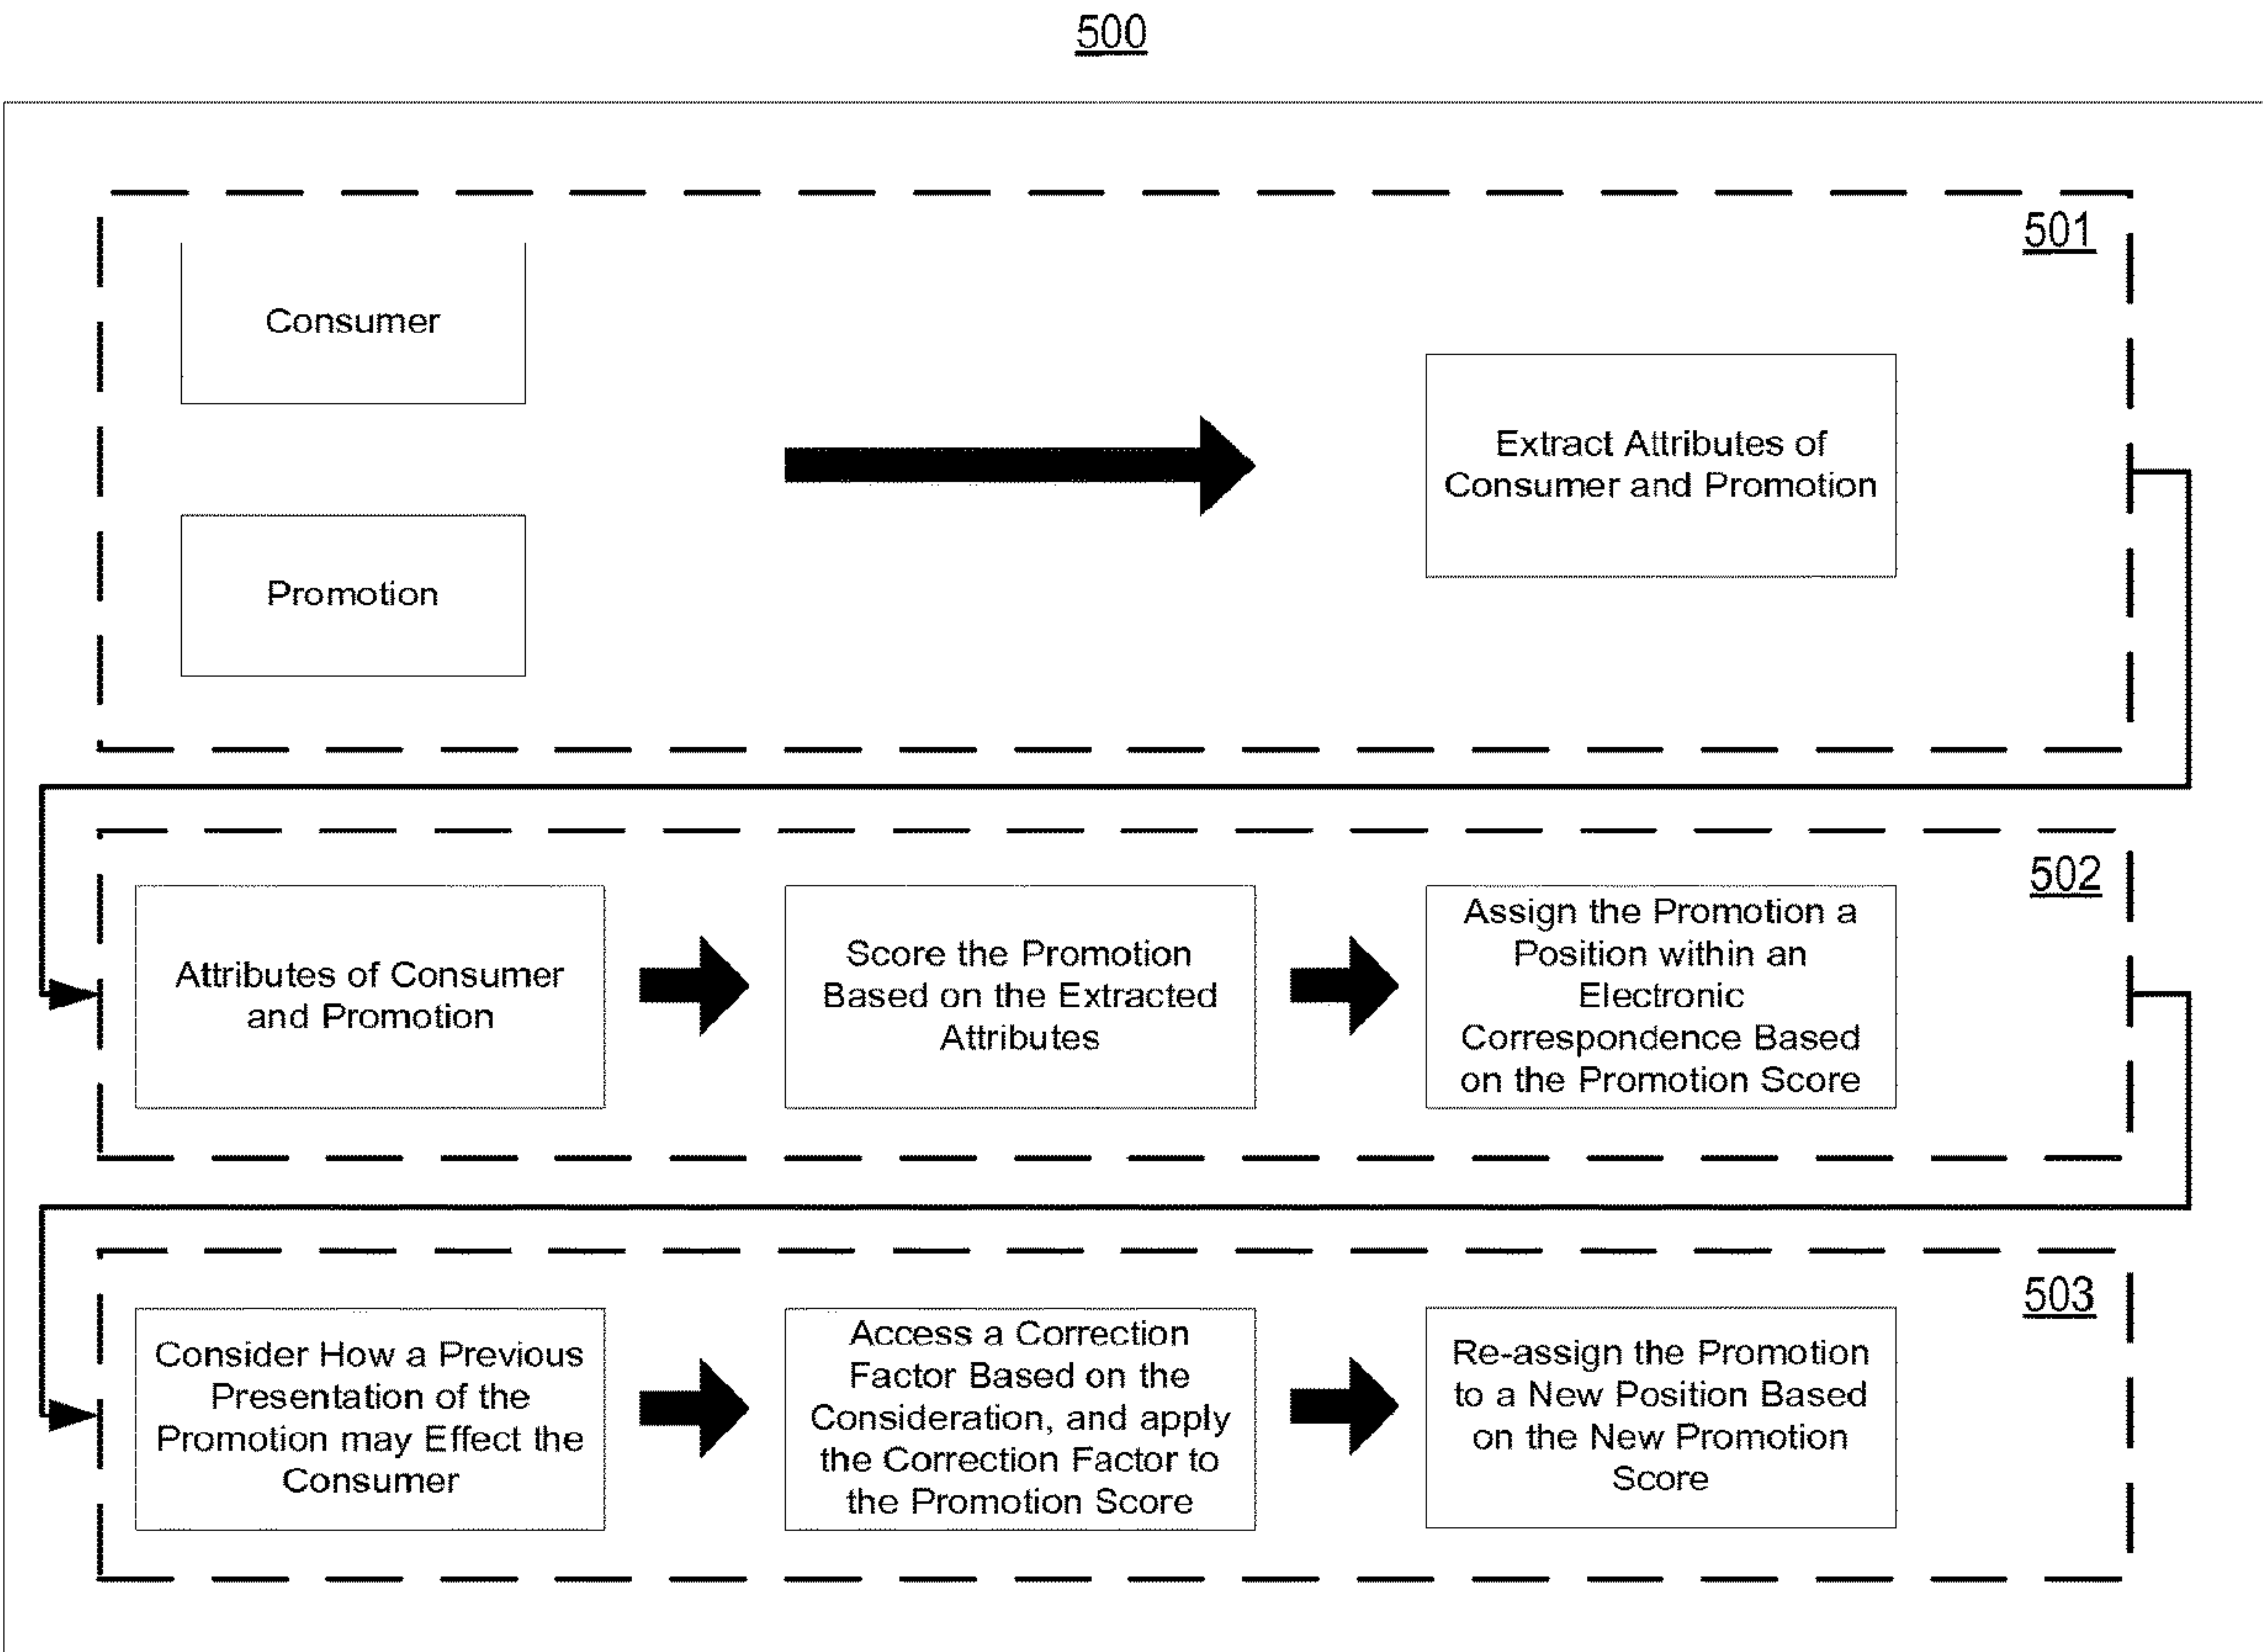 500
501
Consumer
Extract Attributes of
Consumer and Promotion
Promotion
502
Attributes of Consumer
and Promotion
Score the Promotion
Based on the Extracted
Attributes
Assign the Promotion a
Position within an
Electronic
Correspondence Based
on the Promotion Score
503
Consider How a Previous
Presentation of the
Promotion may Effect the
Consumer
Access a Correction
Factor Based on the
Consideration, and apply
the Correction Factor to
the Promotion Score
Re-assign the Promotion
to a New Position Based
on the New Promotion
Score